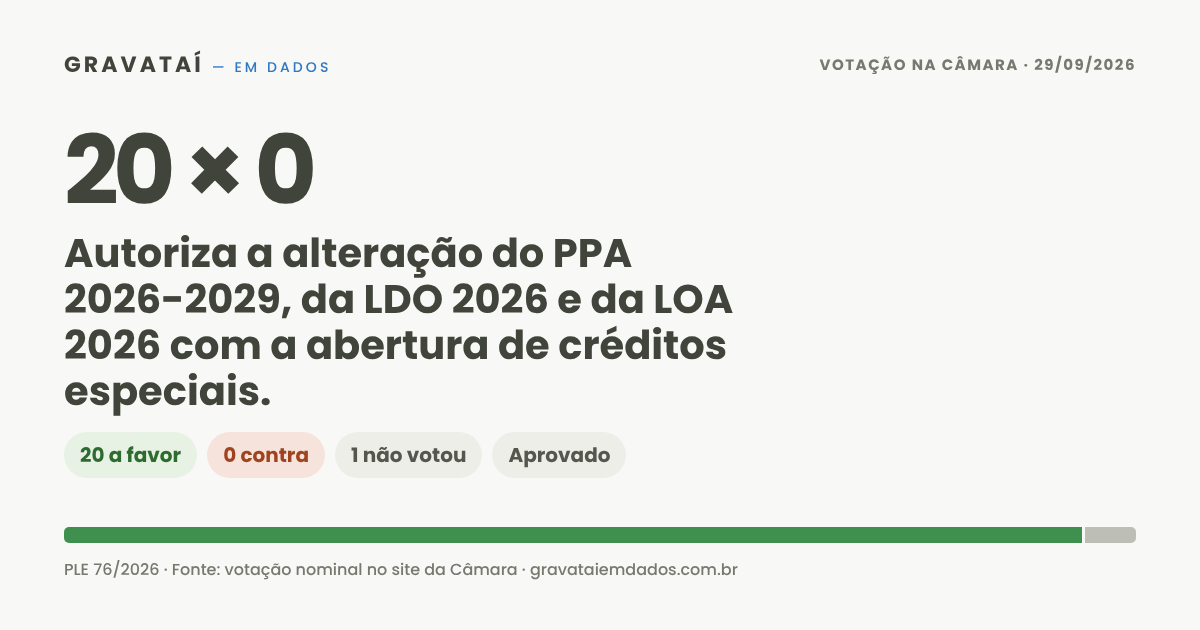 GRAVATAÍ — EM DADOS
VOTAÇÃO NA CÂMARA · 29/09/2026
20 × 0
Autoriza a alteração do PPA
2026-2029, da LDO 2026 e da LOA
2026 com a abertura de créditos
especiais.
20 a favor
0 contra
1 não votou
Aprovado
PLE 76/2026 · Fonte: votação nominal no site da Câmara · gravataiemdados.com.br